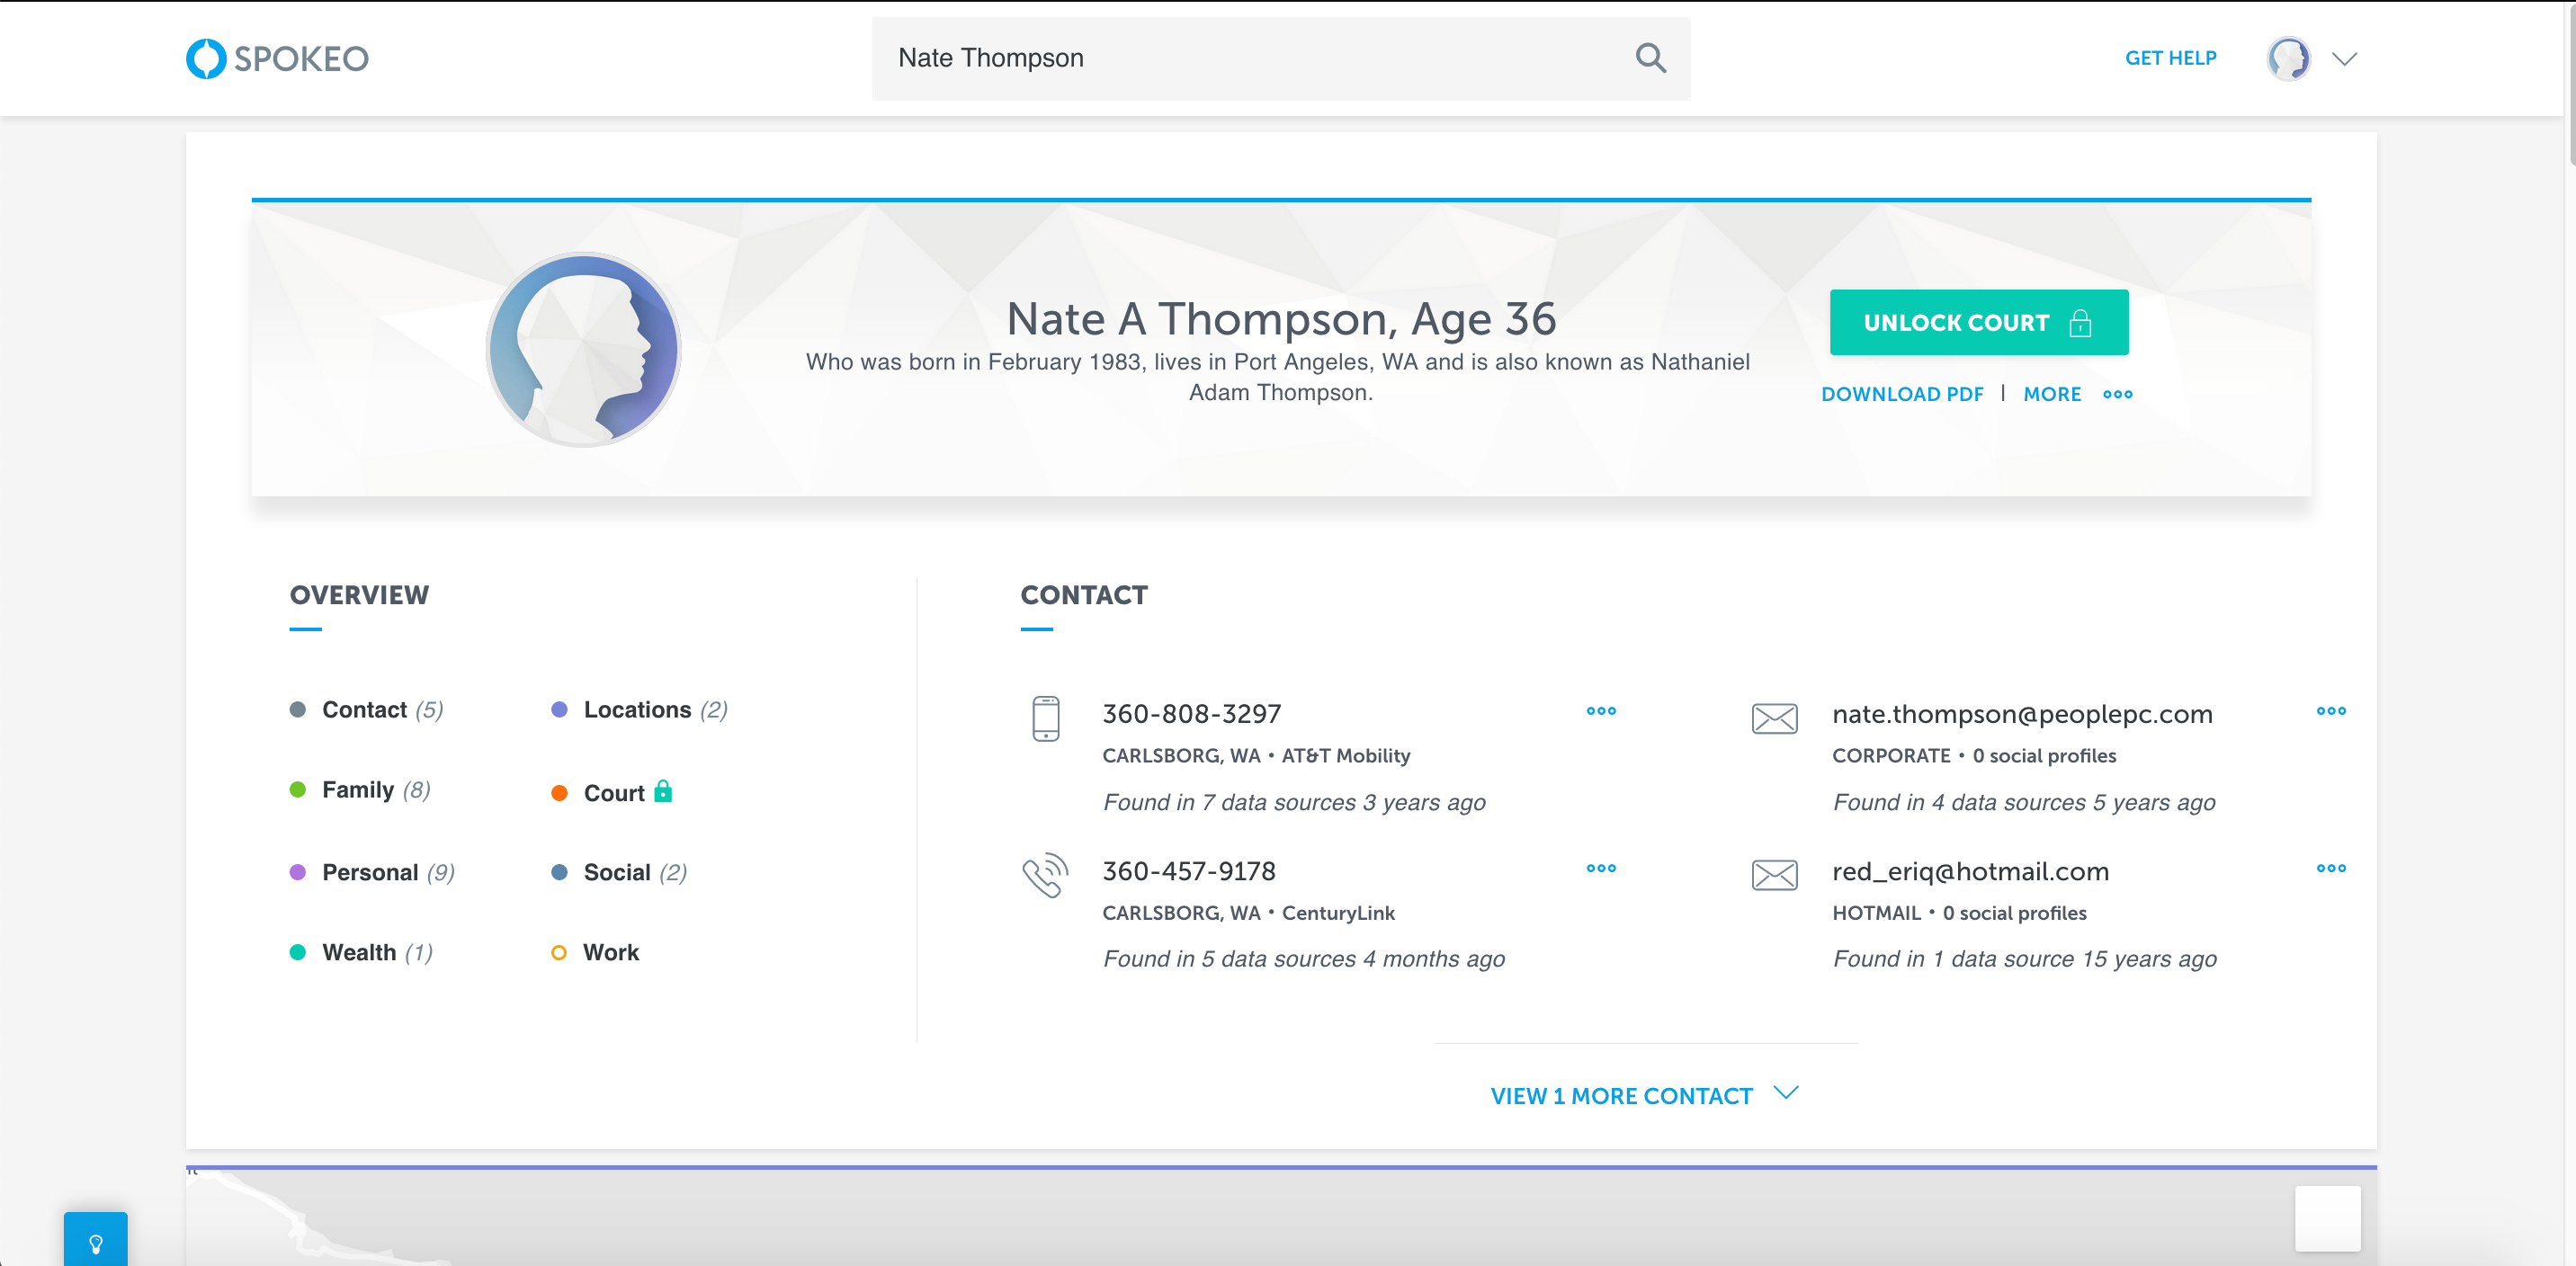 SPOKEO
Nate Thompson
GET HELP
Nate A Thompson, Age 36
Who was born in February 1983, lives in Port Angeles, WA and is also known as Nathaniel
Adam Thompson.
UNLOCK COURT
DOWNLOAD PDF | MORE
OVERVIEW
Contact (5)
Locations (2)
Family (8)
Court
Personal (9)
Social (2)
Wealth (1)
Work
CONTACT
360-808-3297
CARLSBORG, WA • AT&T Mobility
Found in 7 data sources 3 years ago
nate.thompson@peoplepc.com
CORPORATE • 0 social profiles
Found in 4 data sources 5 years ago
360-457-9178
CARLSBORG, WA • CenturyLink
Found in 5 data sources 4 months ago
red_eriq@hotmail.com
HOTMAIL • 0 social profiles
Found in 1 data source 15 years ago
VIEW 1 MORE CONTACT